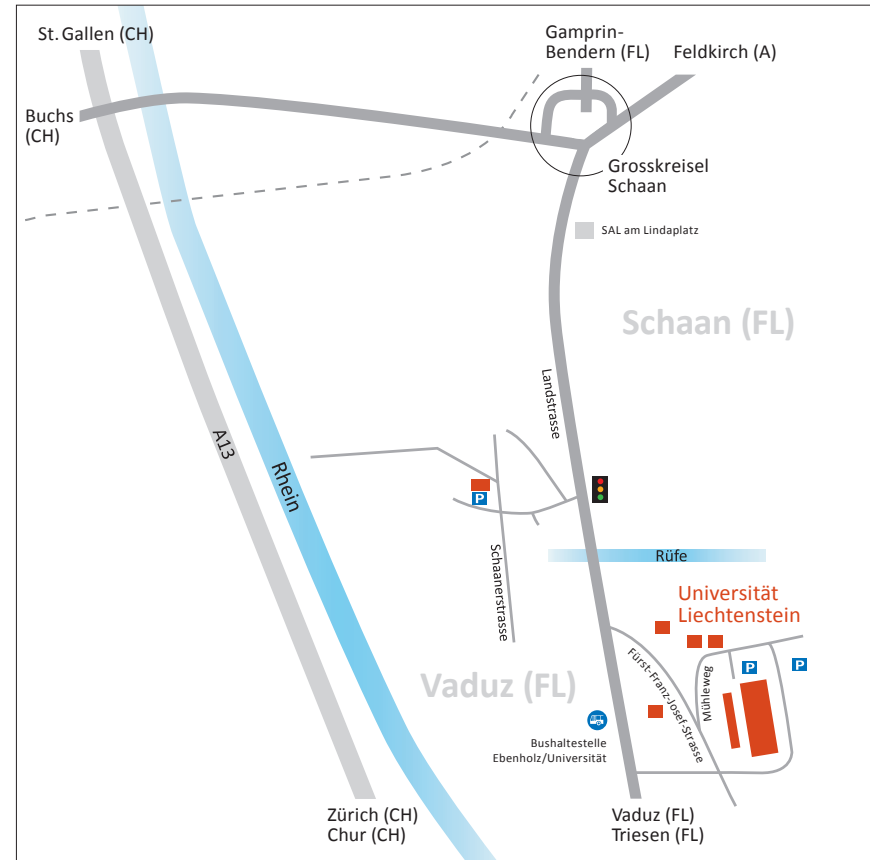 St. Gallen (CH)
Gamprin-
Bendern (FL)
Feldkirch (A)
Buchs
(CH)
Grosskreisel
Schaan
SAL am Lindaplatz
Schaan (FL)
Landstrasse
A13
Rhein
P
Schaanerstrasse
Rüfe
Universität
Liechtenstein
P
P
Fürst-Franz-Josef-Strasse
Mühleweg
Vaduz (FL)
Bushaltestelle
Ebenholz/Universität
Zürich (CH)
Chur (CH)
Vaduz (FL)
Triesen (FL)